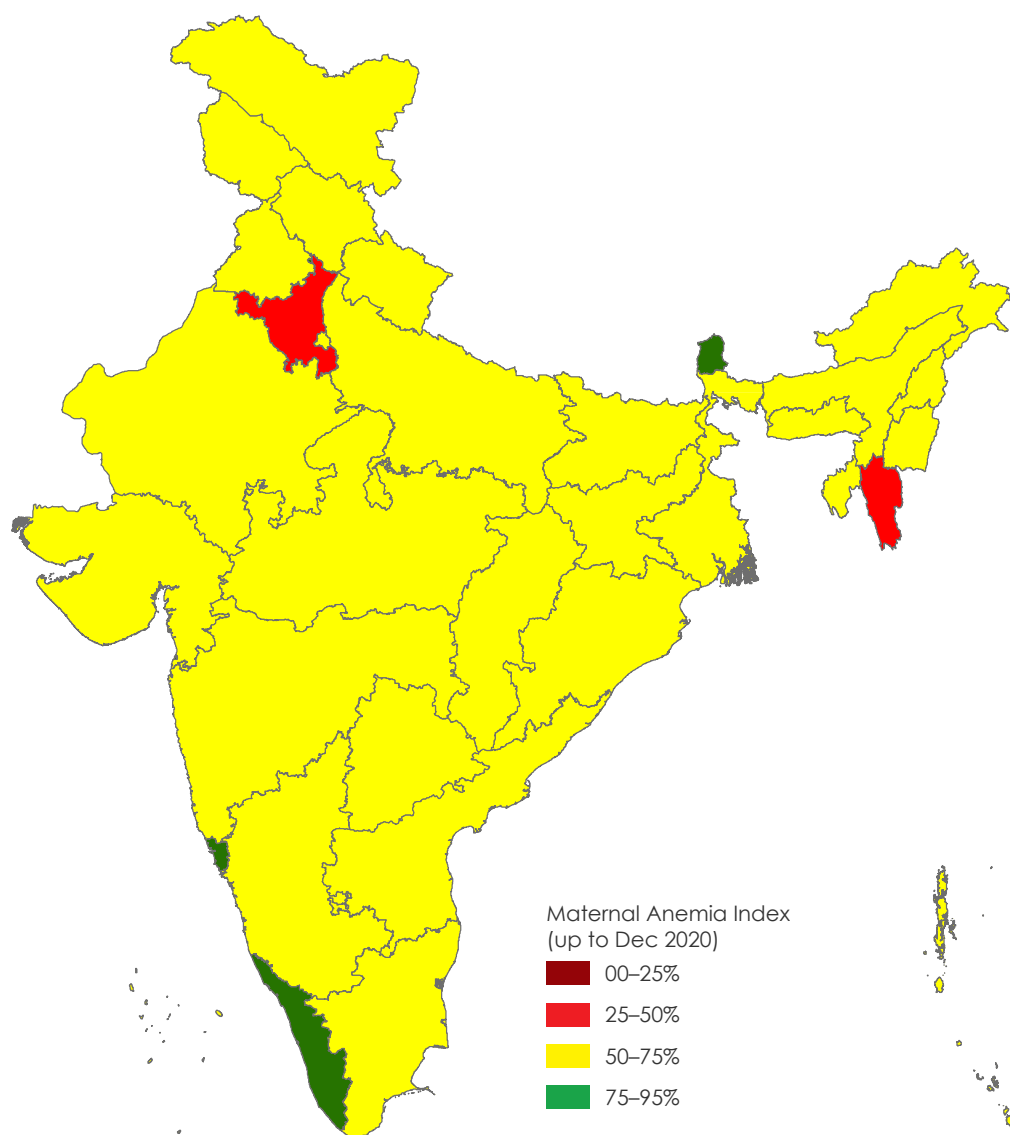 Maternal Anemia Index
(up to Dec 2020)
00–25%
25–50%
50–75%
75–95%